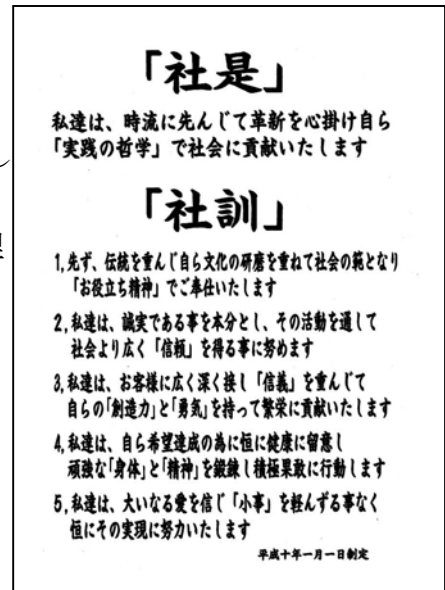 「社是」
私達は、時流に先んじて革新を心掛け自ら
「実践の哲学」で社会に貢献いたします
「社訓」
1,先ず、伝統を重んじ自ら文化の研磨を重ねて社会の範となり
「お役立ち精神」でご奉仕いたします
2,私達は、誠実である事を本分とし、その活動を通して
社会より広く「信頼」を得る事に努めます
3,私達は、お客様に広く深く接し「信義」を重んじて
自らの「創造力」と「勇気」を持って繁栄に貢献いたします
4,私達は、自ら希望達成の為に恒に健康に留意し
頑強な「身体」と「精神」を鍛錬し積極果敢に行動します
5,私達は、大いなる愛を信じ「小事」を軽んずる事なく
恒にその実現に努力いたします
平成十年一月一日制定